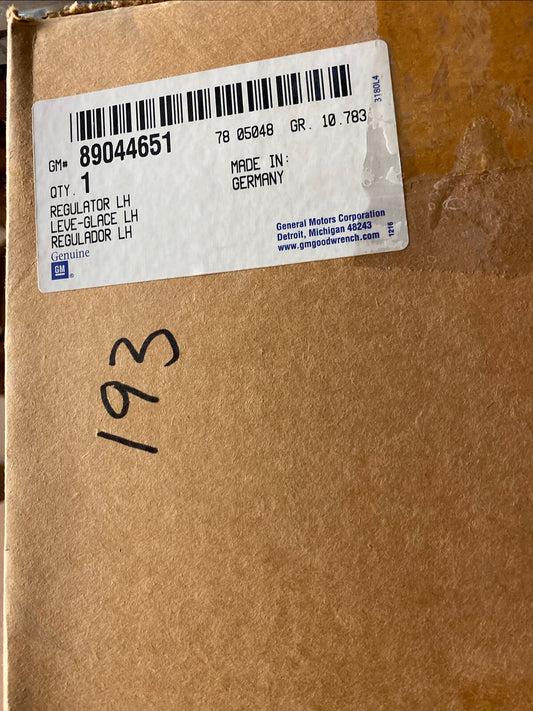 GM# 89044651
78 05048 GR. 10.783
3180L4
QTY. 1
MADE IN:
GERMANY
REGULATOR LH
LEVE-GLACE LH
REGULADOR LH
Genuine
GM ®
General Motors Corporation
Detroit, Michigan 48243
www.gmgoodwrench.com
1216
193